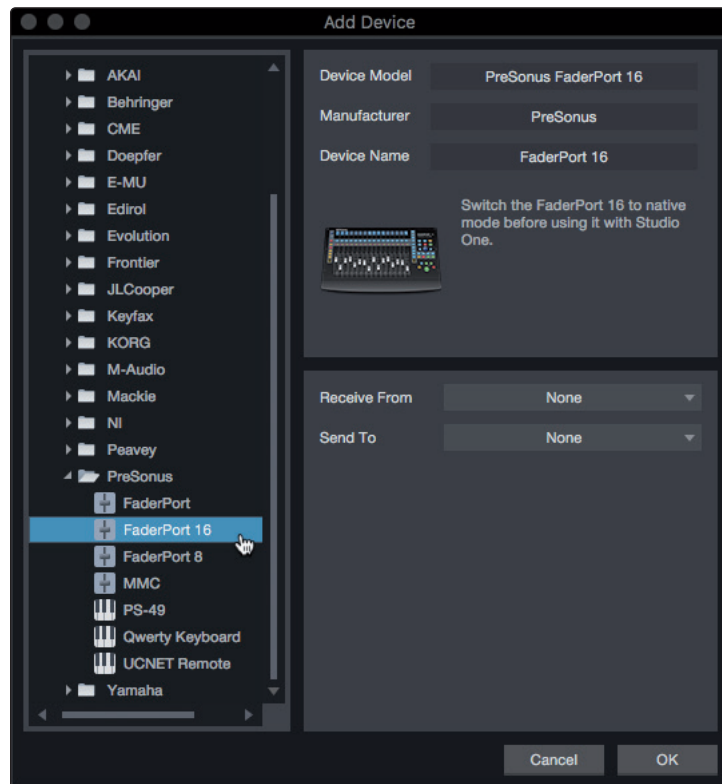 Add Device
AKAI
Behringer
CME
Doepfer
E-MU
Edirol
Evolution
Frontier
JLCooper
Keyfax
KORG
M-Audio
Mackie
NI
Peavey
PreSonus
FaderPort
FaderPort 16
FaderPort 8
MMC
PS-49
Qwerty Keyboard
UCNET Remote
Yamaha
Device Model PreSonus FaderPort 16
Manufacturer PreSonus
Device Name FaderPort 16
Switch the FaderPort 16 to native
mode before using it with Studio
One.
Receive From None
Send To None
Cancel OK